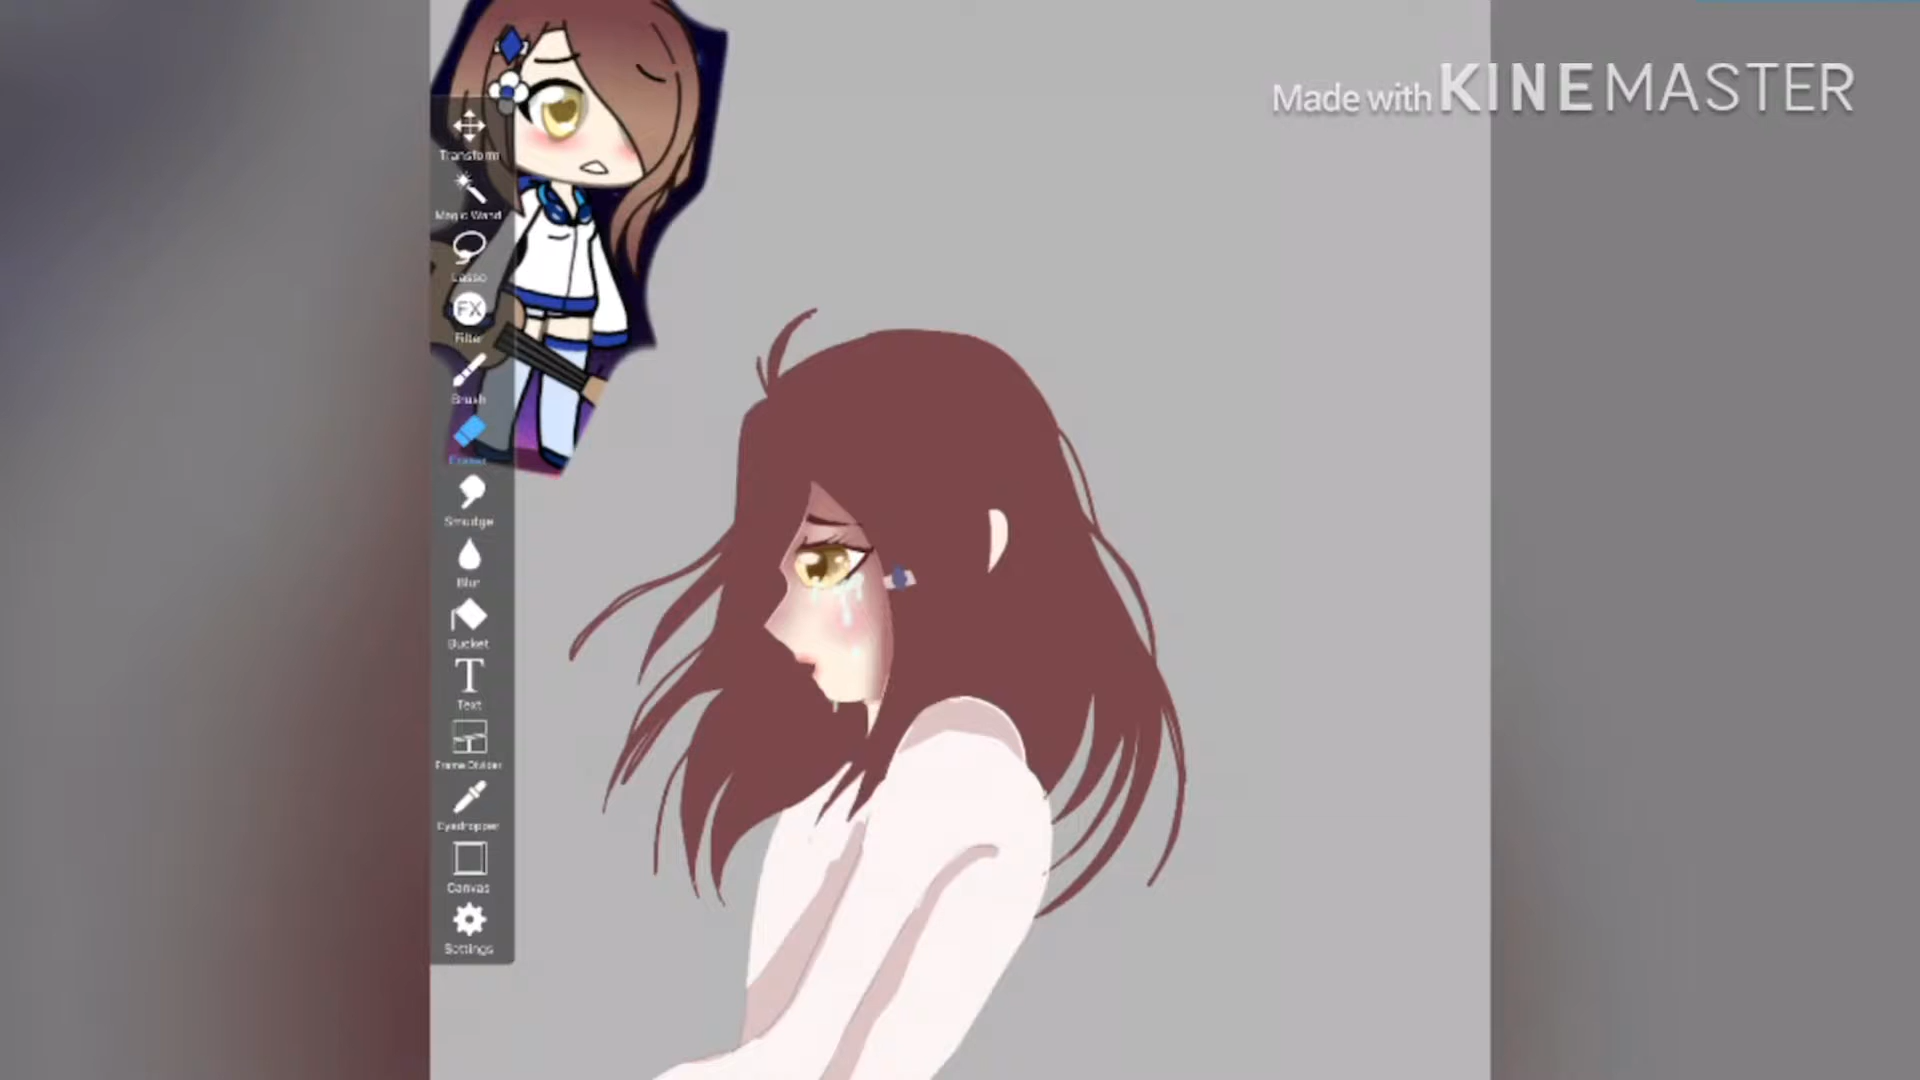 Made with KINEMASTER
Transform
Magic Wand
Lasso
FX
Filter
Brush
Eraser
Smudge
Blur
Bucket
T
Text
Frame Divider
Eyedropper
Canvas
Settings